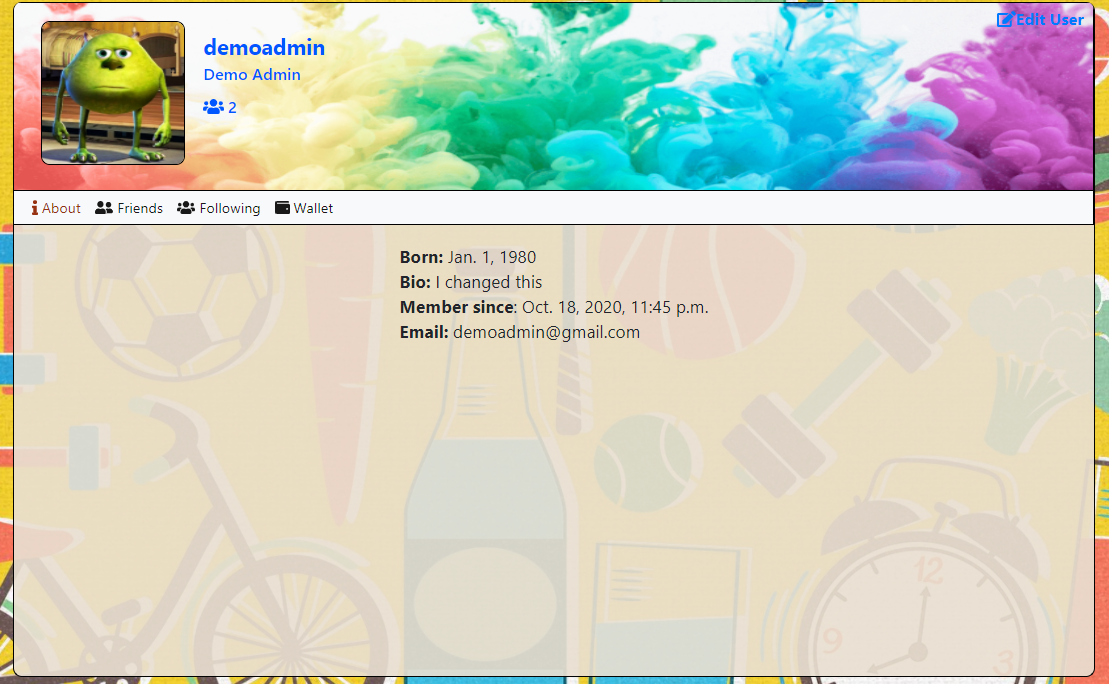 Edit User
demoadmin
Demo Admin
2
About Friends Following Wallet
Born: Jan. 1, 1980
Bio: I changed this
Member since: Oct. 18, 2020, 11:45 p.m.
Email: demoadmin@gmail.com
12
9
3